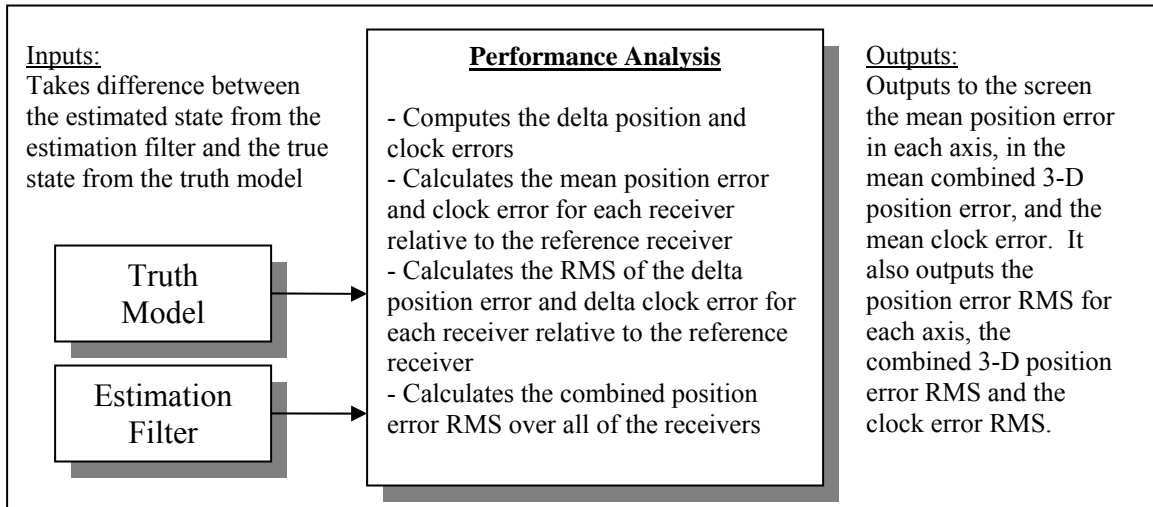 Inputs:
Takes difference between
the estimated state from the
estimation filter and the true
state from the truth model
Truth
Model
Estimation
Filter
Performance Analysis
- Computes the delta position and
clock errors
- Calculates the mean position error
and clock error for each receiver
relative to the reference receiver
- Calculates the RMS of the delta
position error and delta clock error for
each receiver relative to the reference
receiver
- Calculates the combined position
error RMS over all of the receivers
Outputs:
Outputs to the screen
the mean position error
in each axis, in the
mean combined 3-D
position error, and the
mean clock error.  It
also outputs the
position error RMS for
each axis, the
combined 3-D position
error RMS and the
clock error RMS.